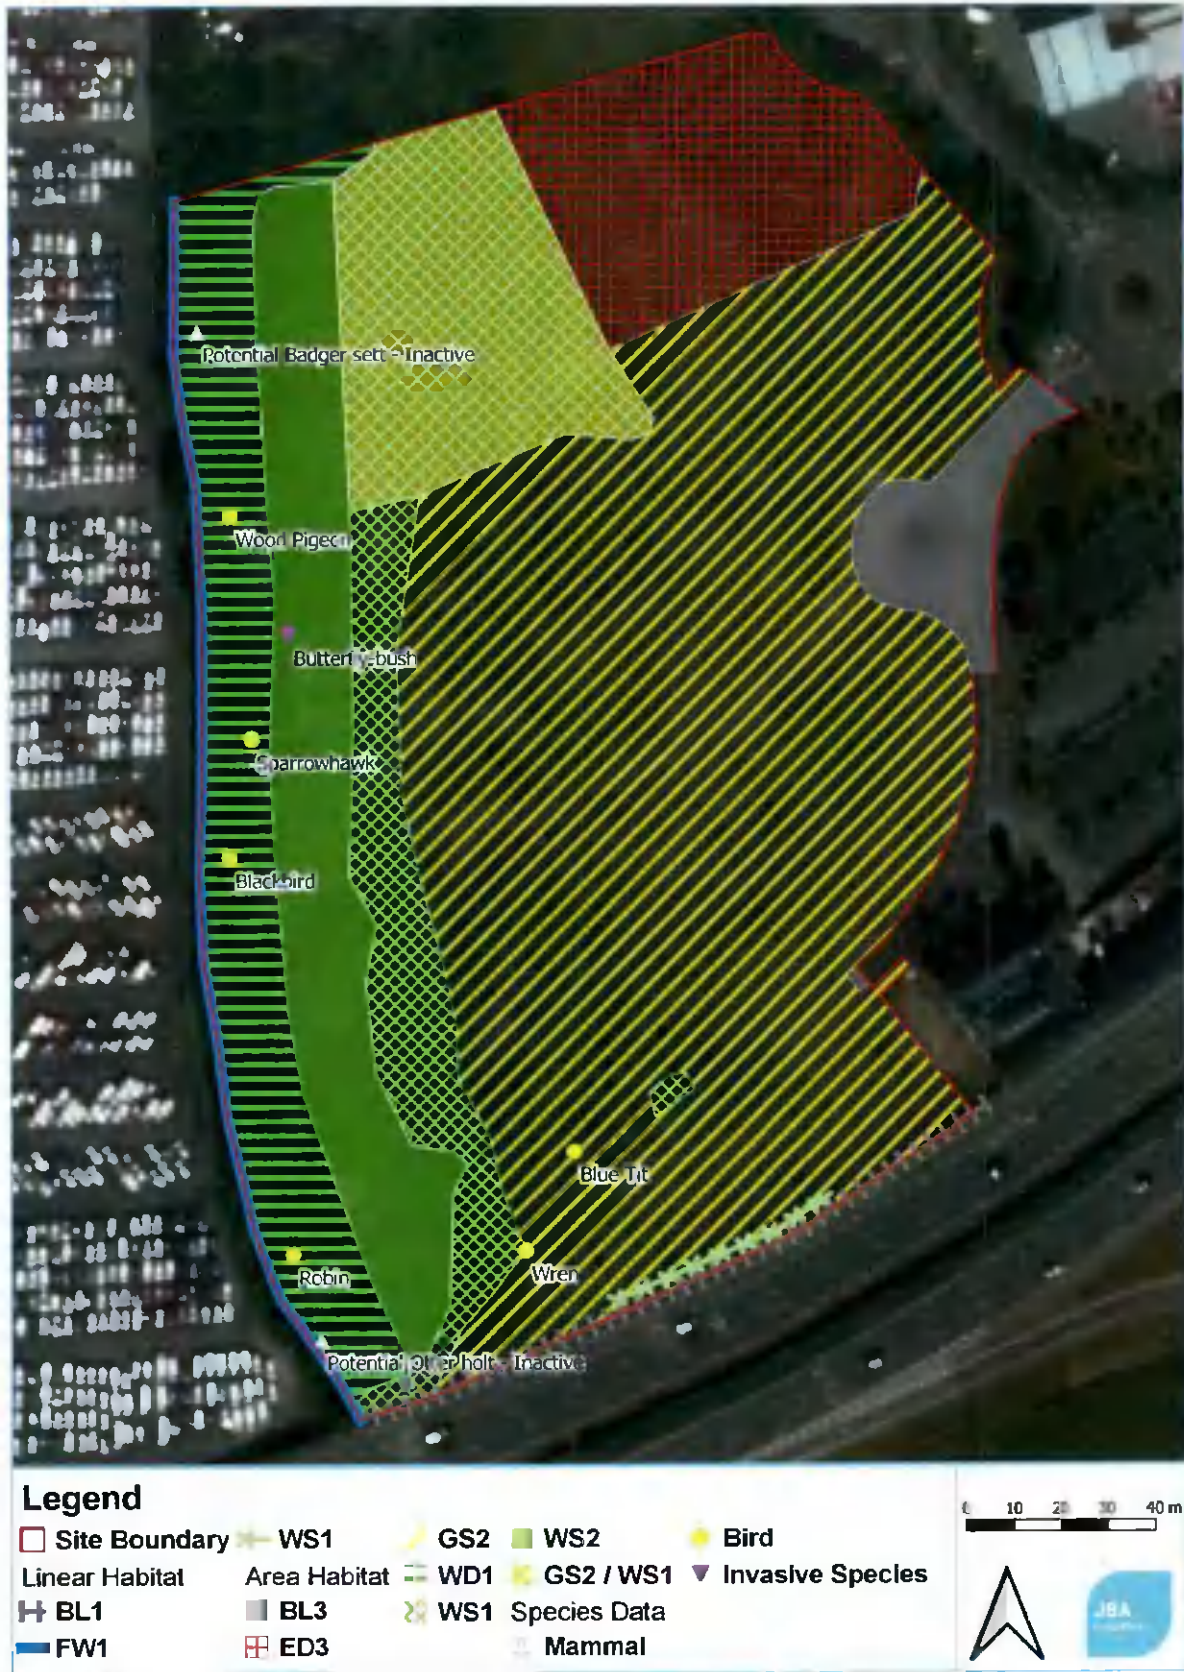 Potential Badger sett - Inactive
Wood Pigeon
Butterfly-bush
Sparrowhawk
Blackbird
Blue Tit
Wren
Robin
Potential Otter holt - Inactive
Legend
Site Boundary WS1 GS2 WS2 Bird
Linear Habitat Area Habitat WD1 GS2 / WS1 Invasive Species
BL1 BL3 WS1 Species Data
FW1 ED3 Mammal
0 10 20 30 40 m
JBA